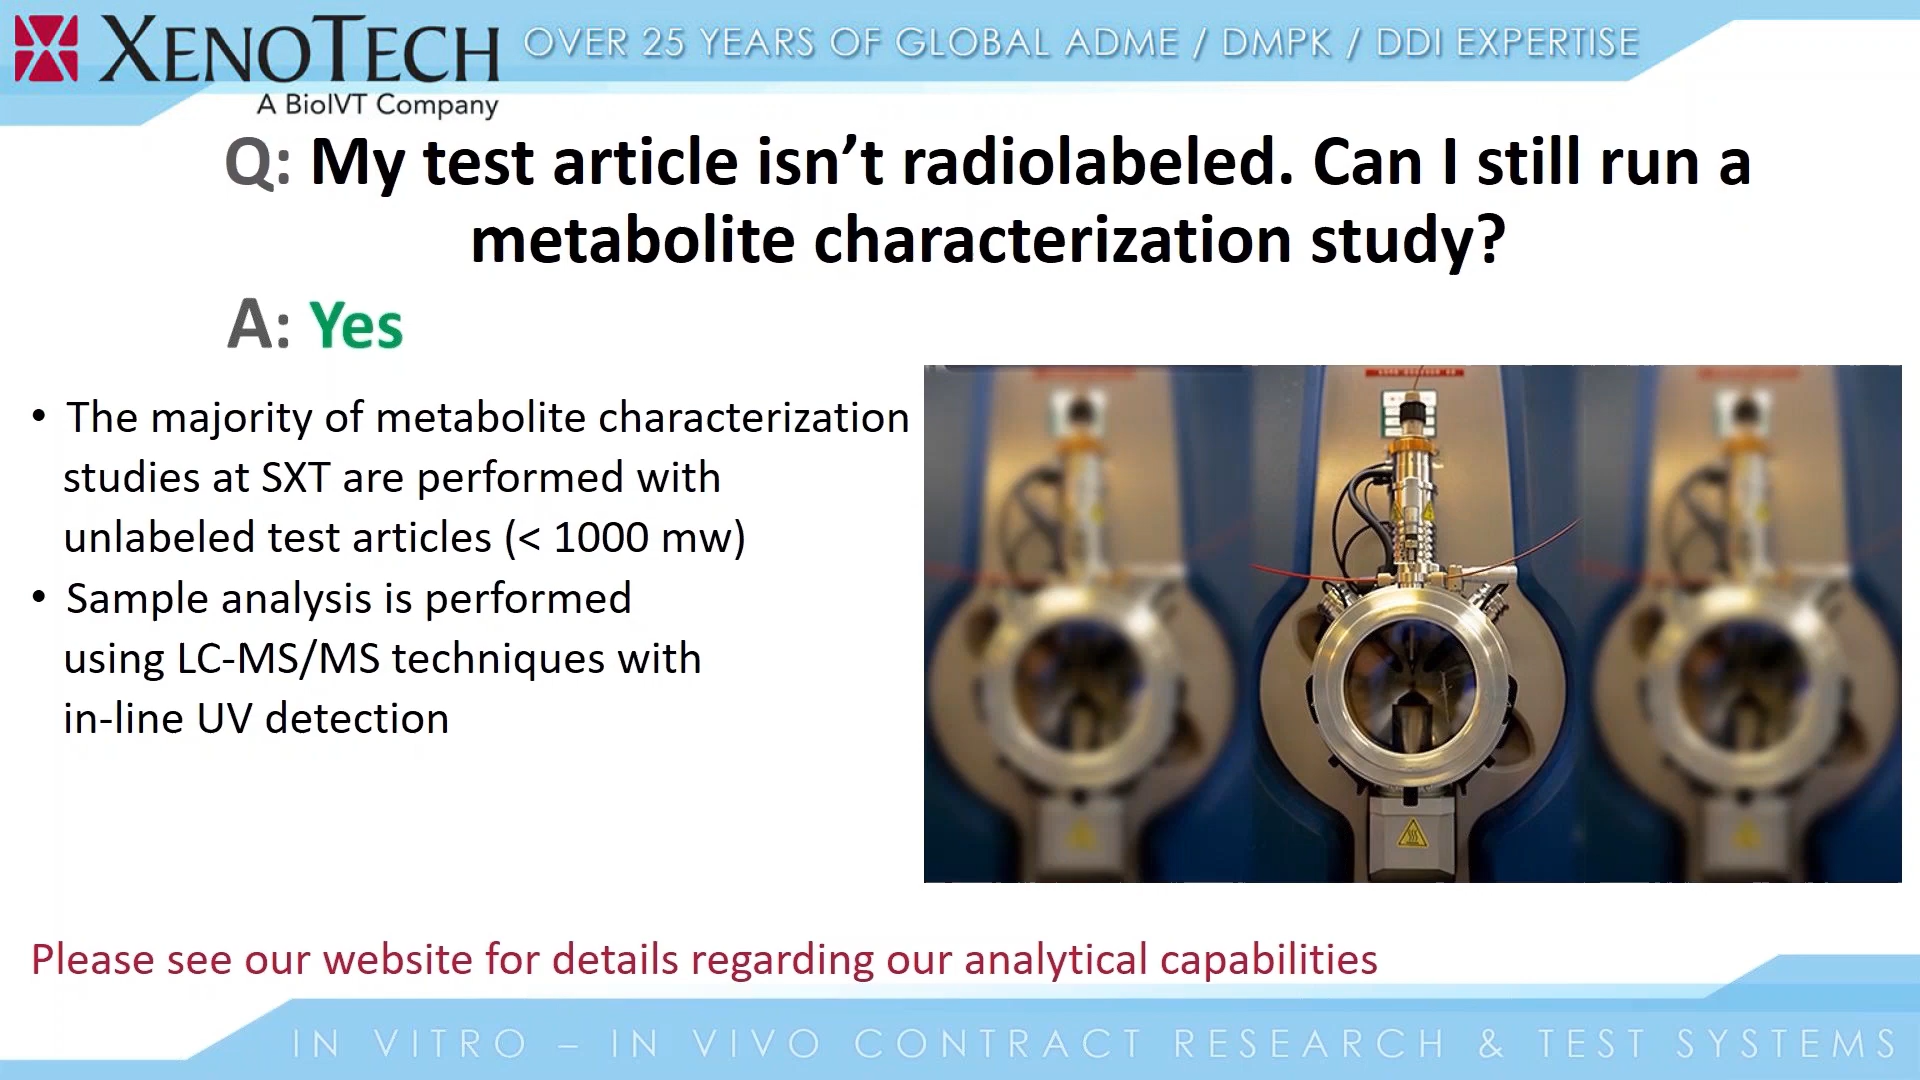 XENOTECH
A BioIVT Company
OVER 25 YEARS OF GLOBAL ADME / DMPK / DDI EXPERTISE
Q: My test article isn’t radiolabeled. Can I still run a
metabolite characterization study?
A: Yes
• The majority of metabolite characterization
studies at SXT are performed with
unlabeled test articles (< 1000 mw)
• Sample analysis is performed
using LC-MS/MS techniques with
in-line UV detection
Please see our website for details regarding our analytical capabilities
IN VITRO – IN VIVO CONTRACT RESEARCH & TEST SYSTEMS